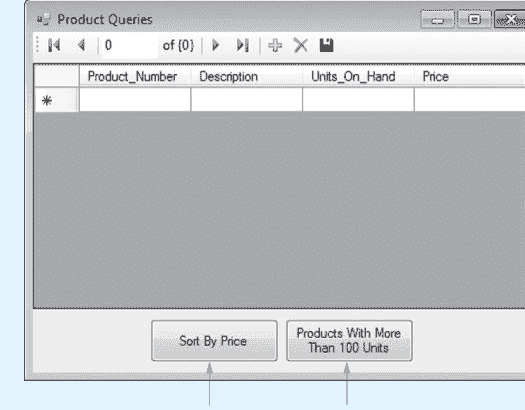 Product Queries
0 of {0}
Product_Number Description Units_On_Hand Price
Sort By Price
Products With More
Than 100 Units